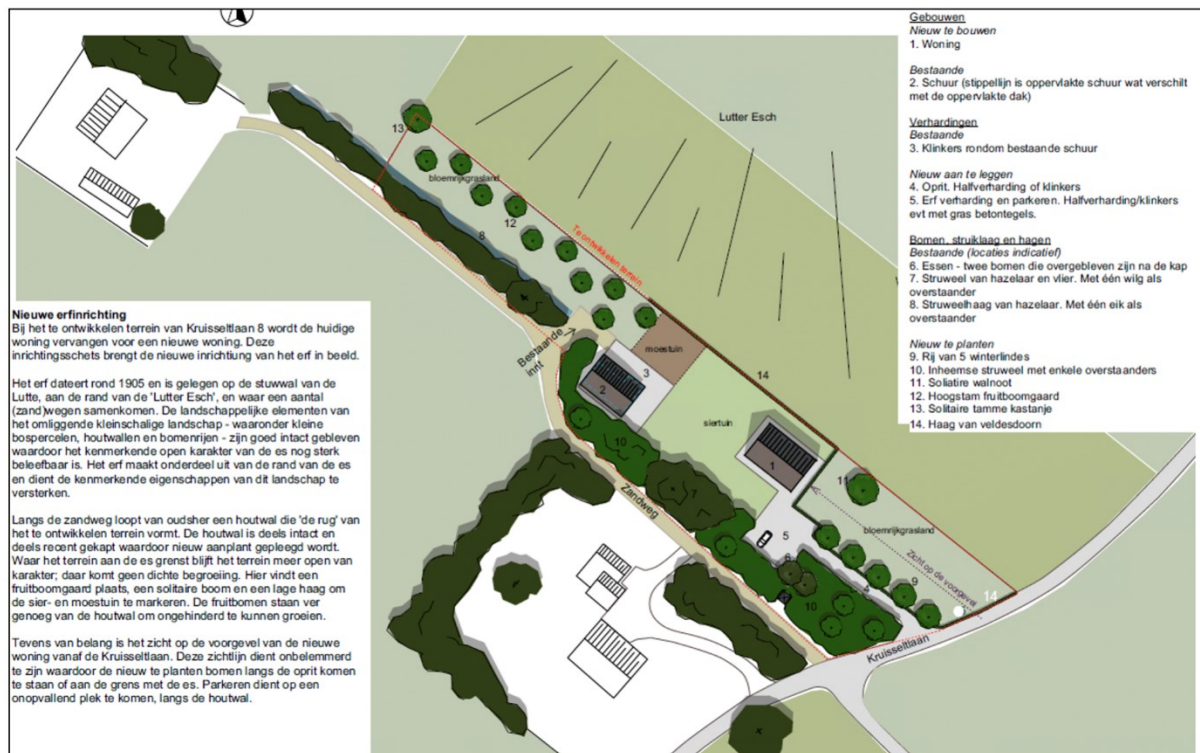 Gebouwen
Nieuw te bouwen
1. Woning
Bestaande
2. Schuur (stippellijn is oppervlakte schuur wat verschilt
met de oppervlakte dak)
Verhardingen
Bestaande
3. Klinkers rondom bestaande schuur
Nieuw aan te leggen
4. Oprit. Halfverharding of klinkers
5. Erf verharding en parkeren. Halfverharding/klinkers
evt met gras betontegels.
Bomen, struiklaag en hagen
Bestaande (locaties indicatief)
6. Essen - twee bomen die overgebleven zijn na de kap
7. Struweel van hazelaar en vlier. Met één wilg als
overstaander
8. Struweelhaag van hazelaar. Met één eik als
overstaander
Nieuw te planten
9. Rij van 5 winterlindes
10. Inheemse struweel met enkele overstaanders
11. Soliatire walnoot
12. Hoogstam fruitboomgaard
13. Solitaire tamme kastanje
14. Haag van veldesdoorn
Nieuwe erfinrichting
Bij het te ontwikkelen terrein van Kruisseltlaan 8 wordt de huidige
woning vervangen voor een nieuwe woning. Deze
inrichtingsschets brengt de nieuwe inrichtiung van het erf in beeld.
Het erf dateert rond 1905 en is gelegen op de stuwwal van de
Lutte, aan de rand van de 'Lutter Esch', en waar een aantal
(zand)wegen samenkomen. De landschappelijke elementen van
het omliggende kleinschalige landschap - waaronder kleine
bospercelen, houtwallen en bomenrijen - zijn goed intact gebleven
waardoor het kenmerkende open karakter van de es nog sterk
beleefbaar is. Het erf maakt onderdeel uit van de rand van de es
en dient de kenmerkende eigenschappen van dit landschap te
versterken.
Langs de zandweg loopt van oudsher een houtwal die 'de rug' van
het te ontwikkelen terrein vormt. De houtwal is deels intact en
deels recent gekapt waardoor nieuw aanplant gepleegd wordt.
Waar het terrein aan de es grenst blijft het terrein meer open van
karakter; daar komt geen dichte begroeiing. Hier vindt een
fruitboomgaard plaats, een solitaire boom en een lage haag om
de sier- en moestuin te markeren. De fruitbomen staan ver
genoeg van de houtwal om ongehinderd te kunnen groeien.
Tevens van belang is het zicht op de voorgevel van de nieuwe
woning vanaf de Kruisseltlaan. Deze zichtlijn dient onbelemmerd
te zijn waardoor de nieuw te planten bomen langs de oprit komen
te staan of aan de grens met de es. Parkeren dient op een
onopvallend plek te komen, langs de houtwal.
Lutter Esch
13
bloemrijkgrasland
12
8
Te ontwikkelen terrein
Bestaande
inrit
moestuin
3
2
14
siertuin
10
1
7
Zandweg
11
5
bloemrijkgrasland
6
Zicht op de voorgevel
9
4
10
14
Kruisseltlaan